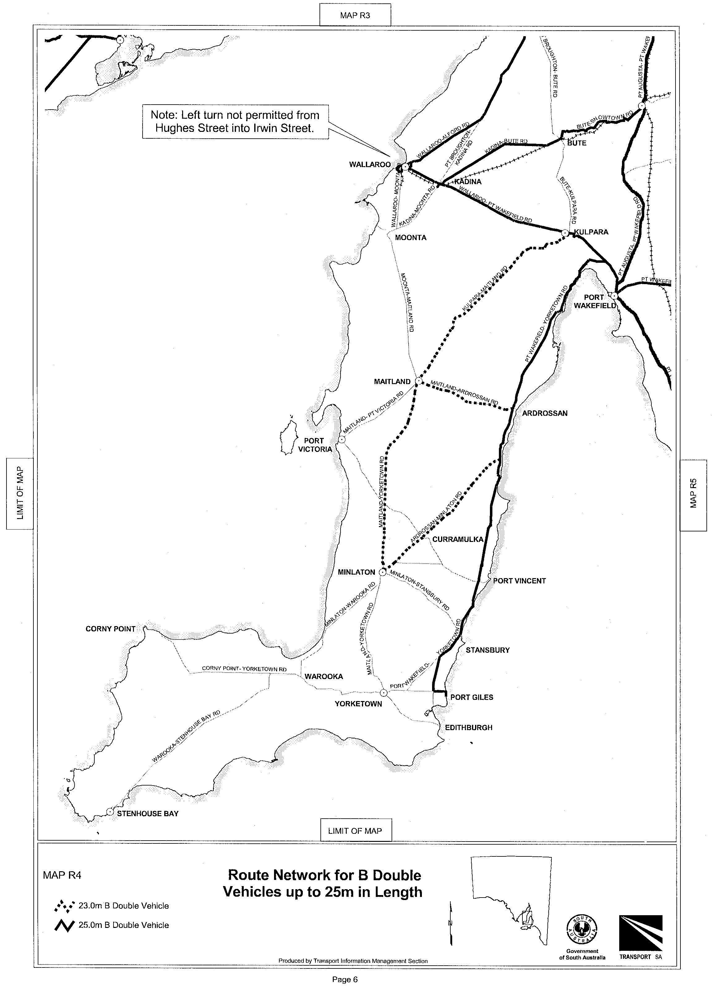 MAP R3
Note: Left turn not permitted from
Hughes Street into Irwin Street.
BROUGHTON- BUTE RD
PT AUGUSTA- PT WAKEF
BUTE-SNOWTOWN RD
BUTE
WALLAROO-ALFORD RD
PT BROUGHTON-
KADINA RD
KADINA-BUTE RD
WALLAROO
KADINA
WALLAROO- MOONTA
KADINA-MOONTA RD
WALLAROO- PT WAKEFIELD RD
BUTE-KULPARA RD
KULPARA
MOONTA
PT AUGUSTA- PT WAKEFIELD RD
MOONTA-MAITLAND RD
KULPARA-MAITLAND RD
PT WAKEFI
PORT
WAKEFIELD
PT WAKEFIELD- YORKETOWN RD
MAITLAND
MAITLAND-ARDROSSAN RD
ARDROSSAN
MAITLAND- PT VICTORIA RD
PORT
VICTORIA
LIMIT OF MAP
MAP R5
MAITLAND-YORKETOWN RD
ARDROSSAN-MINLATON RD
CURRAMULKA
MINLATON
MINLATON-STANSBURY RD
PORT VINCENT
MINLATON-WAROOKA RD
MAITLAND-YORKETOWN RD
CORNY POINT
YORKETOWN RD
STANSBURY
CORNY POINT- YORKETOWN RD
WAROOKA
PORT WAKEFIELD-
YORKETOWN
PORT GILES
EDITHBURGH
WAROOKA-STENHOUSE BAY RD
STENHOUSE BAY
LIMIT OF MAP
MAP R4
Route Network for B Double
Vehicles up to 25m in Length
23.0m B Double Vehicle
25.0m B Double Vehicle
N
SOUTH
AUSTRALIA
Government
of South Australia
TRANSPORT SA
Produced by Transport Information Management Section
Page 6